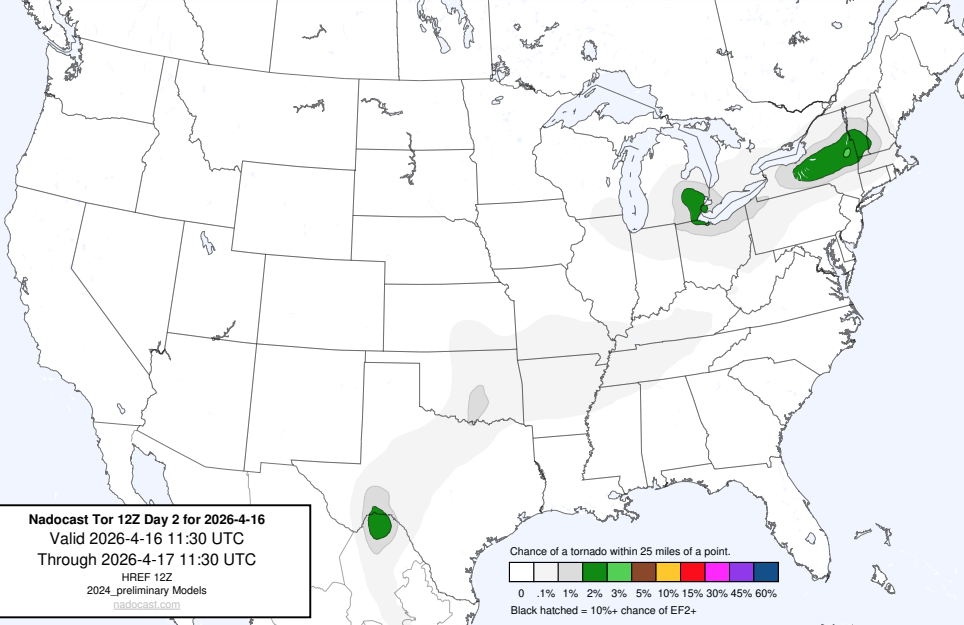 Nadocast Tor 12Z Day 2 for 2026-4-16
Valid 2026-4-16 11:30 UTC
Through 2026-4-17 11:30 UTC
HREF 12Z
2024_preliminary Models
nadocast.com
Chance of a tornado within 25 miles of a point.
0 .1% 1% 2% 3% 5% 10% 15% 30% 45% 60%
Black hatched = 10%+ chance of EF2+